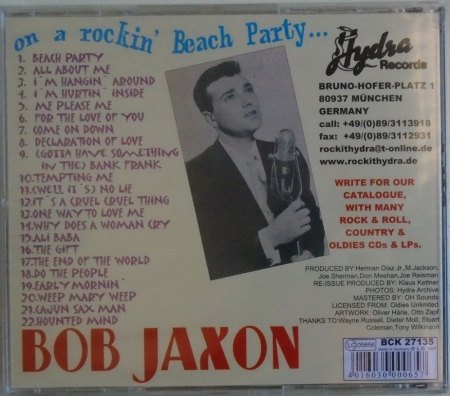 on a rockin' Beach Party...
1. BEACH PARTY
2. ALL ABOUT ME
3. I'M HANGIN' AROUND
4. I'M HURTIN' INSIDE
5. ME PLEASE ME
6. FOR THE LOVE OF YOU
7. COME ON DOWN
8. DECLARATION OF LOVE
9. (GOTTA HAVE SOMETHING
IN THE) BANK FRANK
10. TEMPTING ME
11. (WELL IT'S) NO LIE
12. IT'S A CRUEL CRUEL THING
13. ONE WAY TO LOVE ME
14. WHY DOES A WOMAN CRY
15. ALI BABA
16. THE GIFT
17. THE END OF THE WORLD
18. DO THE PEOPLE
19. EARLY MORNIN'
20. WEEP MARY WEEP
21. CAJUN SAX MAN
22. HOUNTED MIND
BOB JAXON
Hydra
Records
BRUNO-HOFER-PLATZ 1
80937 MÜNCHEN
GERMANY
call: +49/(0)89/3113918
fax: +49/(0)89/3112931
rockithydra@t-online.de
www.rockithydra.de
WRITE FOR OUR
CATALOGUE,
WITH MANY
ROCK & ROLL,
COUNTRY &
OLDIES CDs & LPs.
PRODUCED BY: Herman Diaz Jr, M.Jackson,
Joe Sherman, Don Meehan, Joe Reisman
RE-ISSUE PRODUCED BY: Klaus Kettner
PHOTOS: Hydra Archive
MASTERED BY: OH Sounds
LICENSED FROM: Oldies Unlimited
ARTWORK: Oliver Härle, Otto Zapf
THANKS TO: Wayne Russel, Dieter Moll, Stuart
Coleman, Tony Wilkinson
LC 05856
BCK 27135
4016030000657